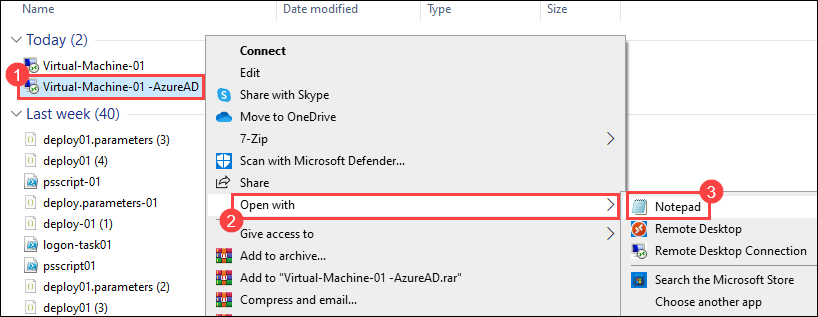 Name Date modified Type Size
Today (2)
Virtual-Machine-01
1
Virtual-Machine-01 -AzureAD
Last week (40)
deploy01.parameters (3)
deploy01 (4)
psscript-01
deploy.parameters-01
deploy-01 (1)
logon-task01
psscript01
deploy01.parameters (2)
deploy01 (3)
Connect
Edit
Share with Skype
Move to OneDrive
7-Zip
Scan with Microsoft Defender...
Share
Open with
2
Give access to
Add to archive...
Add to "Virtual-Machine-01 -AzureAD.rar"
Compress and email...
3
Notepad
Remote Desktop
Remote Desktop Connection
Search the Microsoft Store
Choose another app